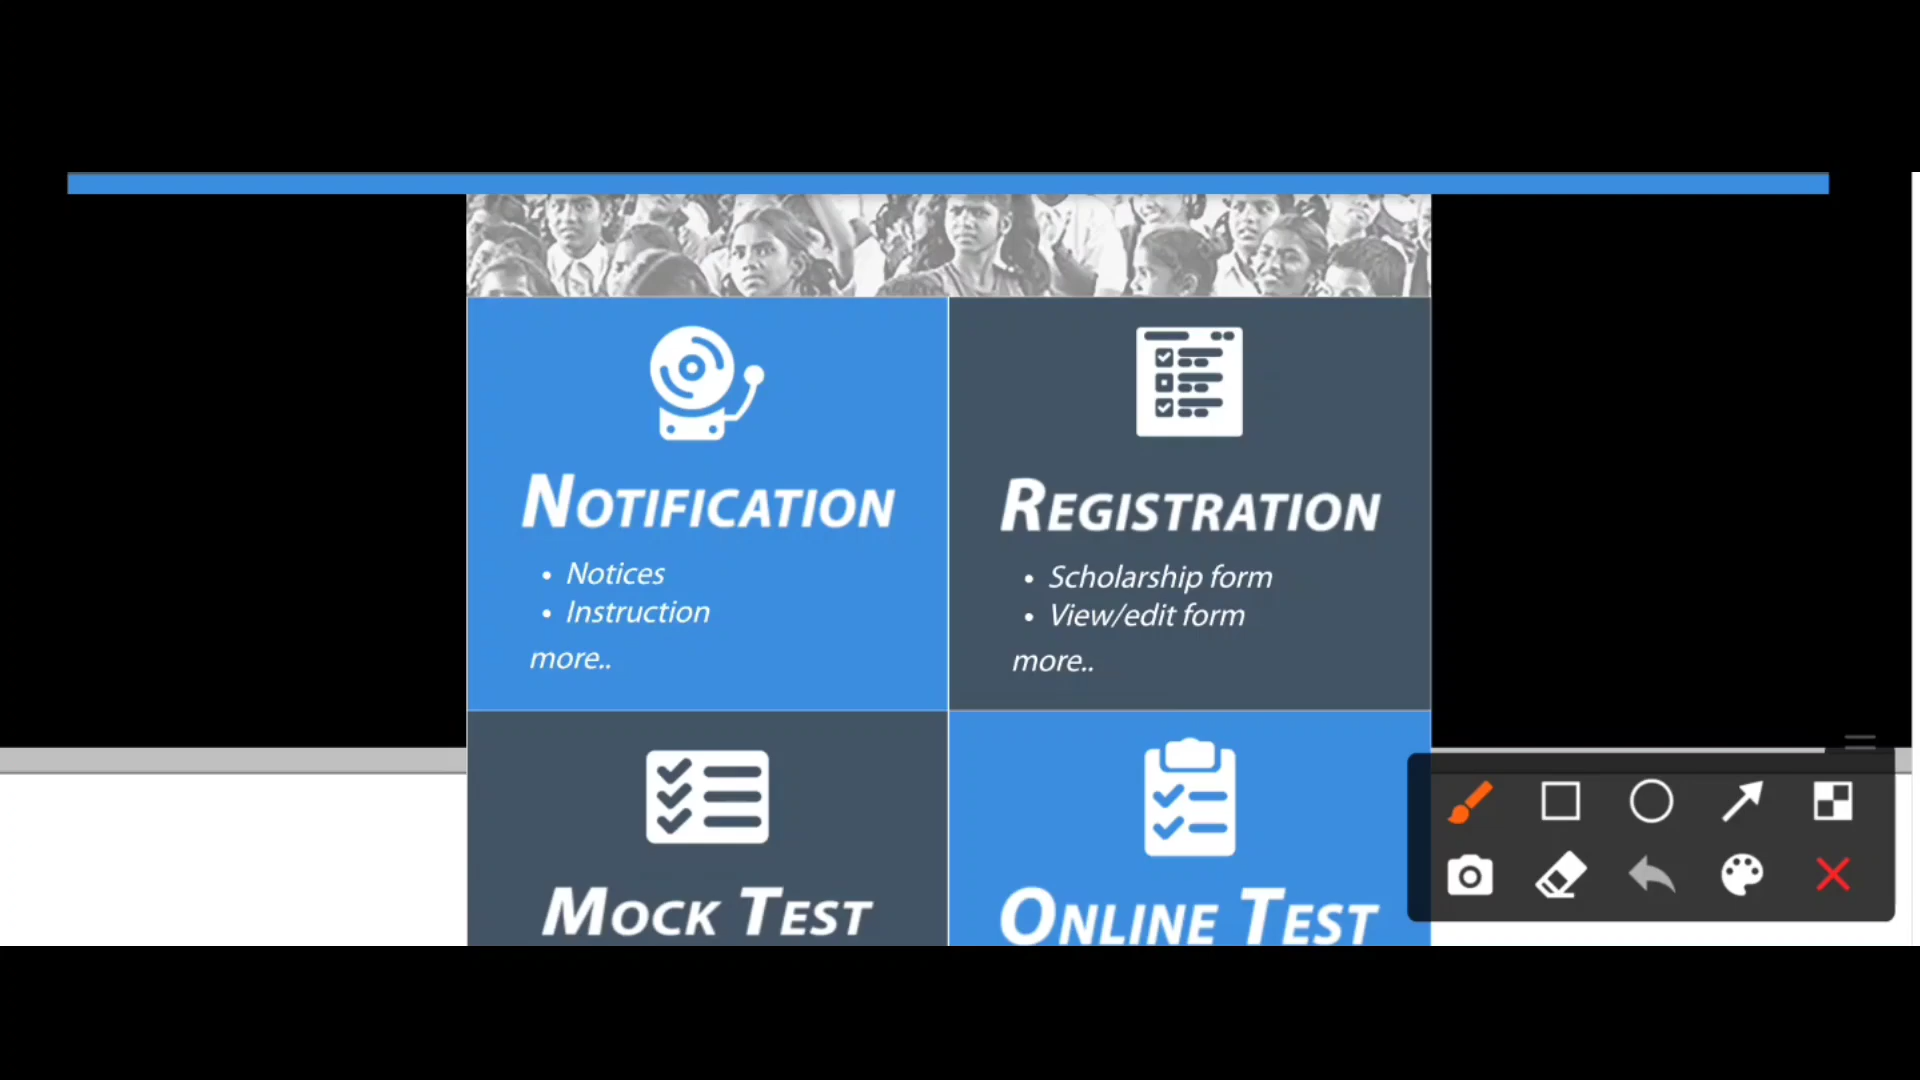 NOTIFICATION
• Notices
• Instruction
more..
REGISTRATION
• Scholarship form
• View/edit form
more..
MOCK TEST
ONLINE TEST